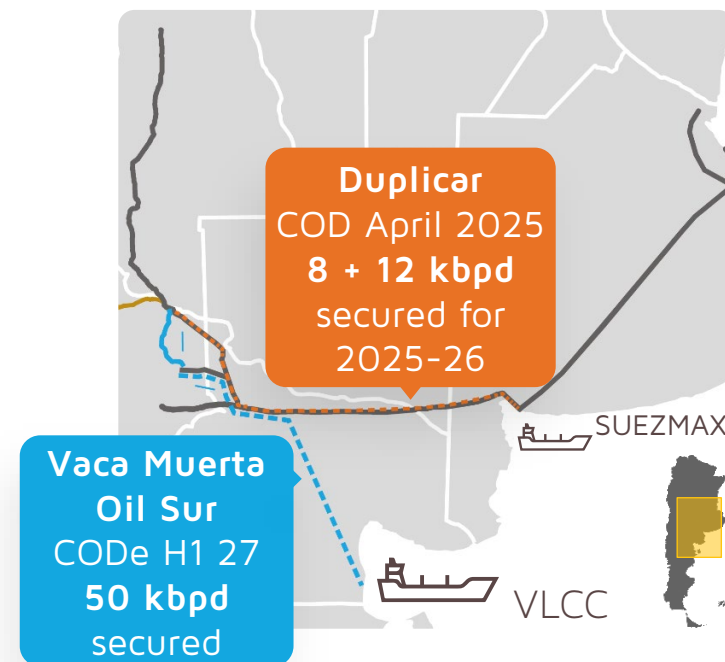 Duplicar
COD April 2025
8 + 12 kbpd
secured for
2025-26
SUEZMAX
Vaca Muerta
Oil Sur
CODe H1 27
50 kbpd
secured
VLCC